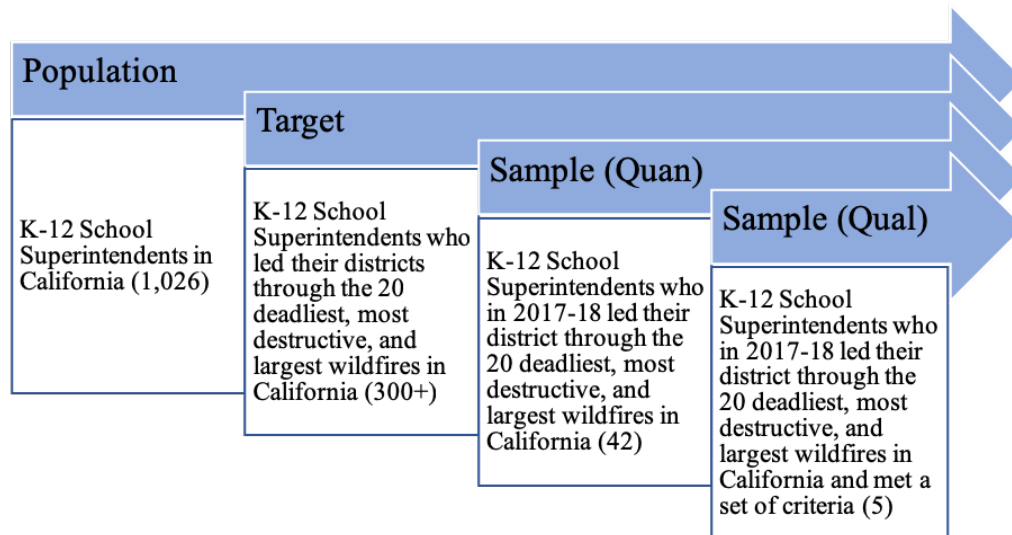 Population
K-12 School
Superintendents in
California (1,026)
Target
K-12 School
Superintendents who
led their districts
through the 20
deadliest, most
destructive, and
largest wildfires in
California (300+)
Sample (Quan)
K-12 School
Superintendents who
in 2017-18 led their
district through the
20 deadliest, most
destructive, and
largest wildfires in
California (42)
Sample (Qual)
K-12 School
Superintendents who
in 2017-18 led their
district through the
20 deadliest, most
destructive, and
largest wildfires in
California and met a
set of criteria (5)